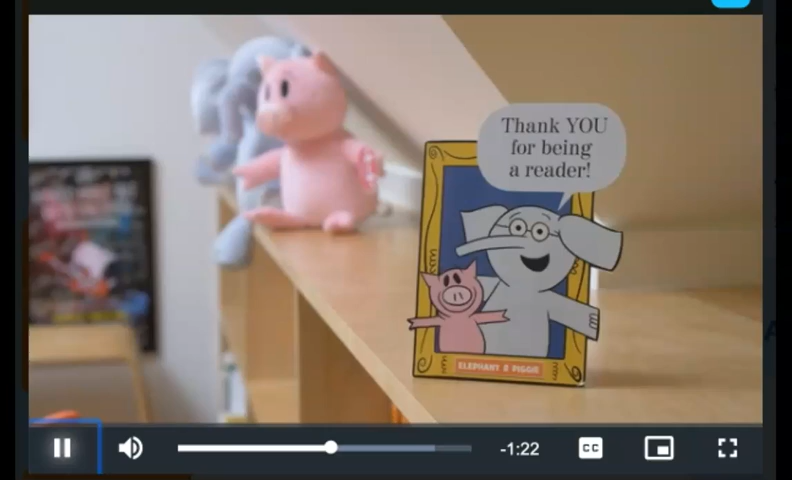 Thank YOU
for being
a reader!
ELEPHANT & PIGGIE
-1:22
CC